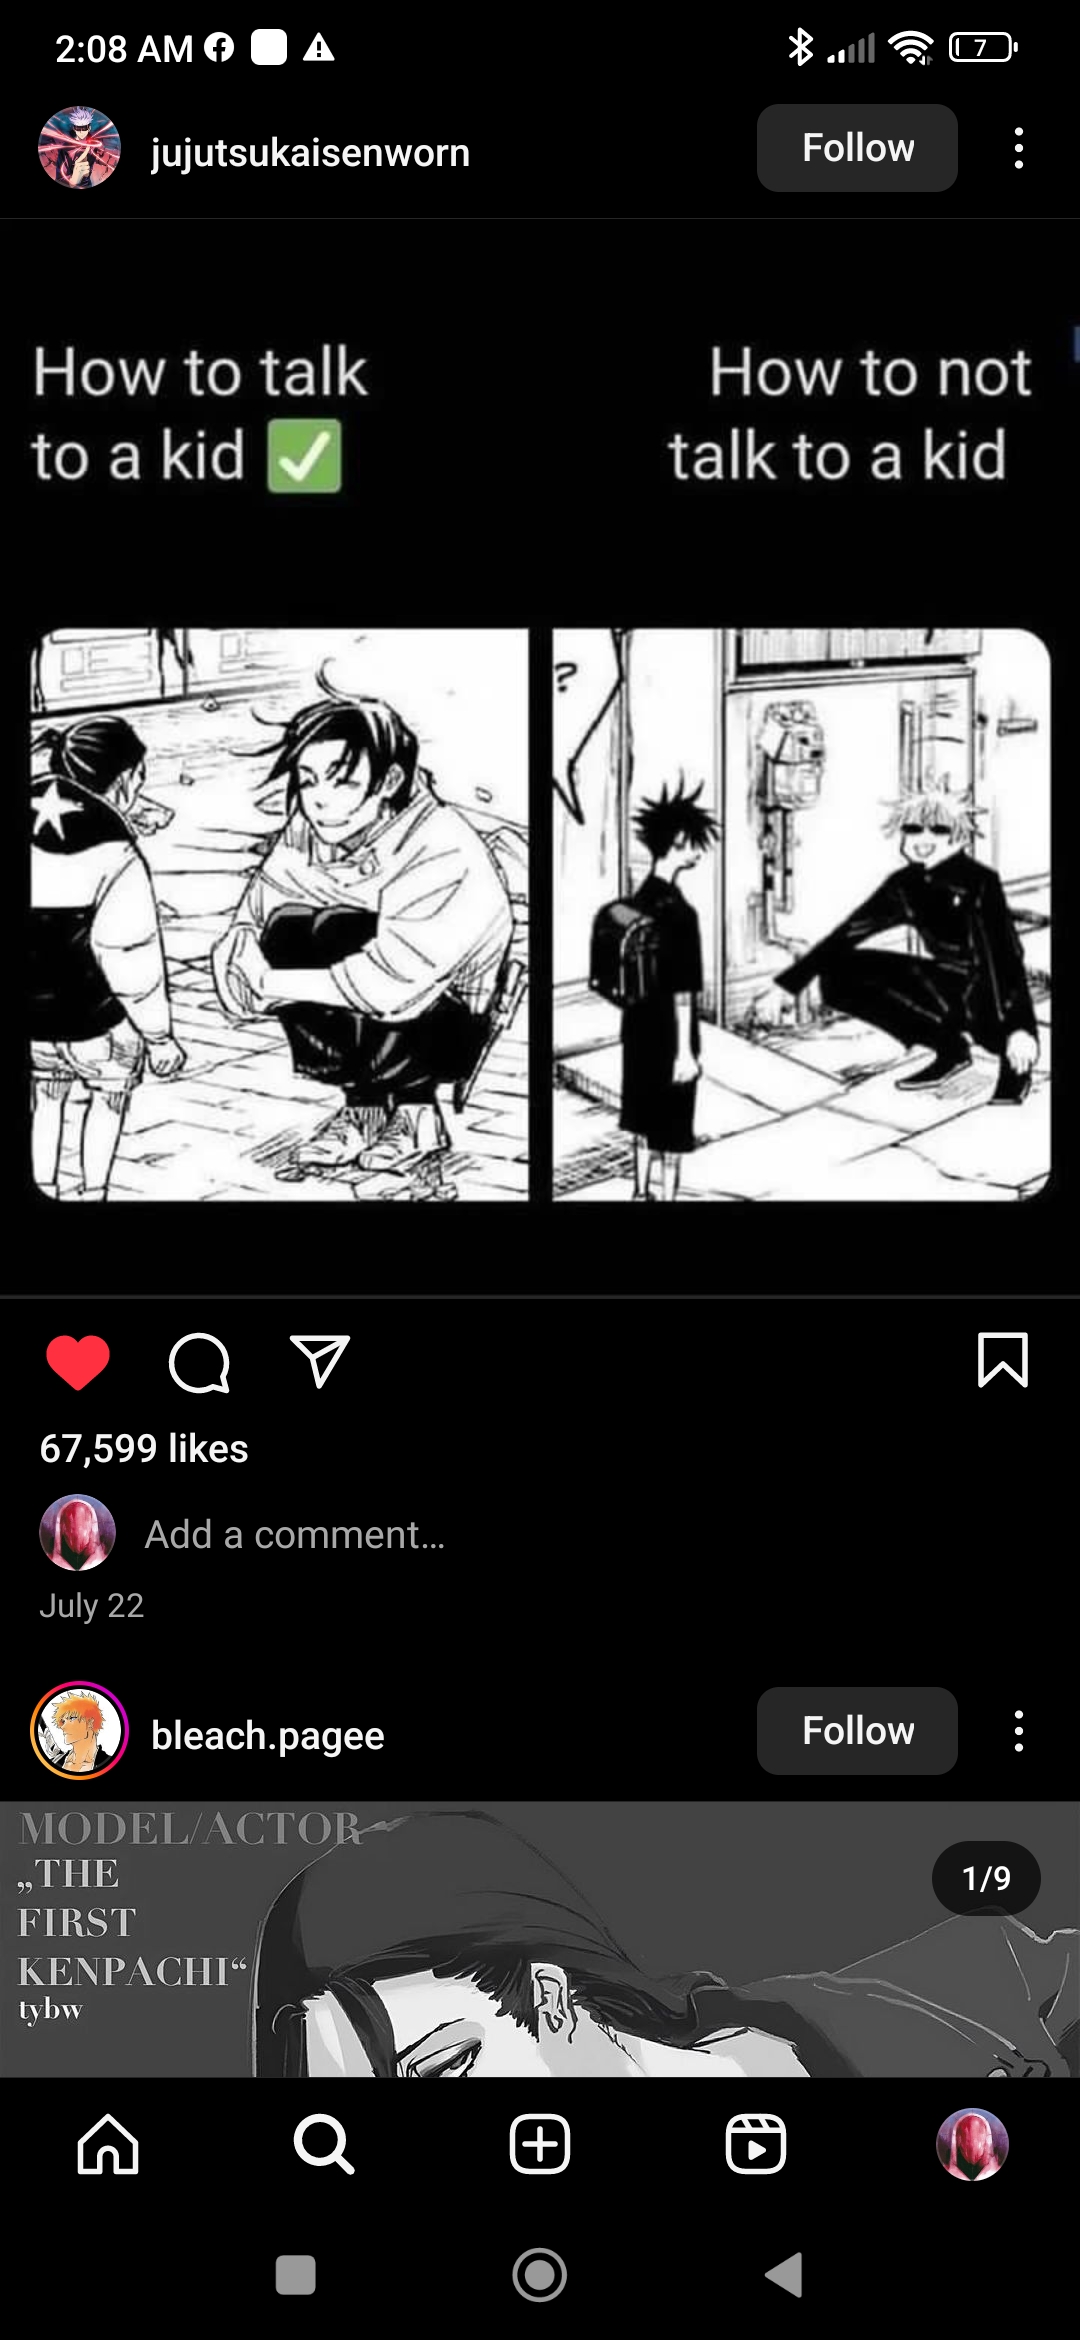 2:08 AM
7
jujutsukaisenworn
Follow
How to talk
to a kid ✅
How to not
talk to a kid
?
67,599 likes
Add a comment...
July 22
bleach.pagee
Follow
MODEL/ACTOR
„THE
FIRST
KENPACHI“
tybw
1/9